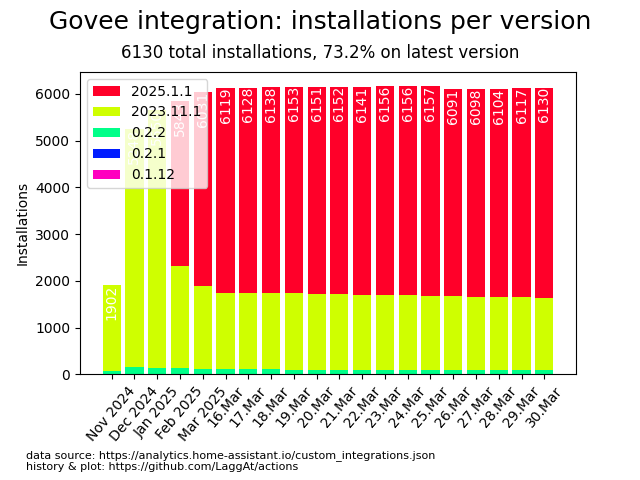 Govee integration: installations per version
6130 total installations, 73.2% on latest version
Installations
6000
5000
4000
3000
2000
1000
0
2025.1.1
2023.11.1
0.2.2
0.2.1
0.1.12
1902
6119
6128
6138
6153
6151
6152
6141
6156
6156
6157
6091
6098
6104
6117
6130
Nov 2024
Dec 2024
Jan 2025
Feb 2025
Mar 2025
16.Mar
17.Mar
18.Mar
19.Mar
20.Mar
21.Mar
22.Mar
23.Mar
24.Mar
25.Mar
26.Mar
27.Mar
28.Mar
29.Mar
30.Mar
data source: https://analytics.home-assistant.io/custom_integrations.json
history & plot: https://github.com/LaggAt/actions